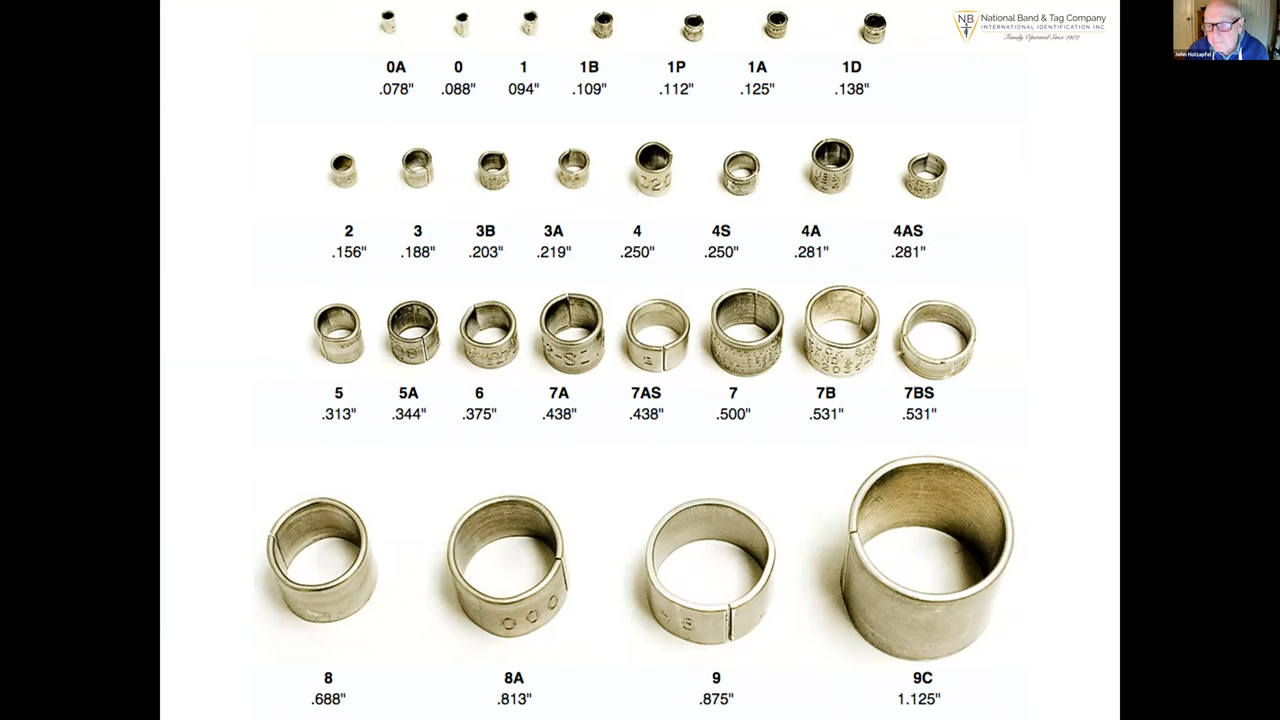 NB
National Band & Tag Company
INTERNATIONAL IDENTIFICATION INC.
Family Operated Since 1902
John Holzapfel
0A 0 1 1B 1P 1A 1D
.078" .088" 094" .109" .112" .125" .138"
2 3 3B 3A 4 4S 4A 4AS
.156" .188" .203" .219" .250" .250" .281" .281"
5 5A 6 7A 7AS 7 7B 7BS
.313" .344" .375" .438" .438" .500" .531" .531"
000
8 8A 9 9C
.688" .813" .875" 1.125"